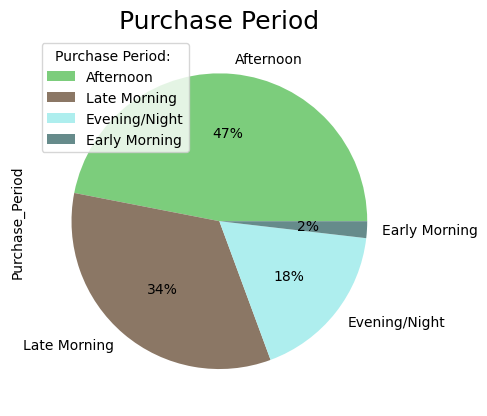 Purchase Period
Purchase Period:
Afternoon
Late Morning
Evening/Night
Early Morning
Afternoon
47%
Purchase_Period
2%
Early Morning
18%
34%
Evening/Night
Late Morning